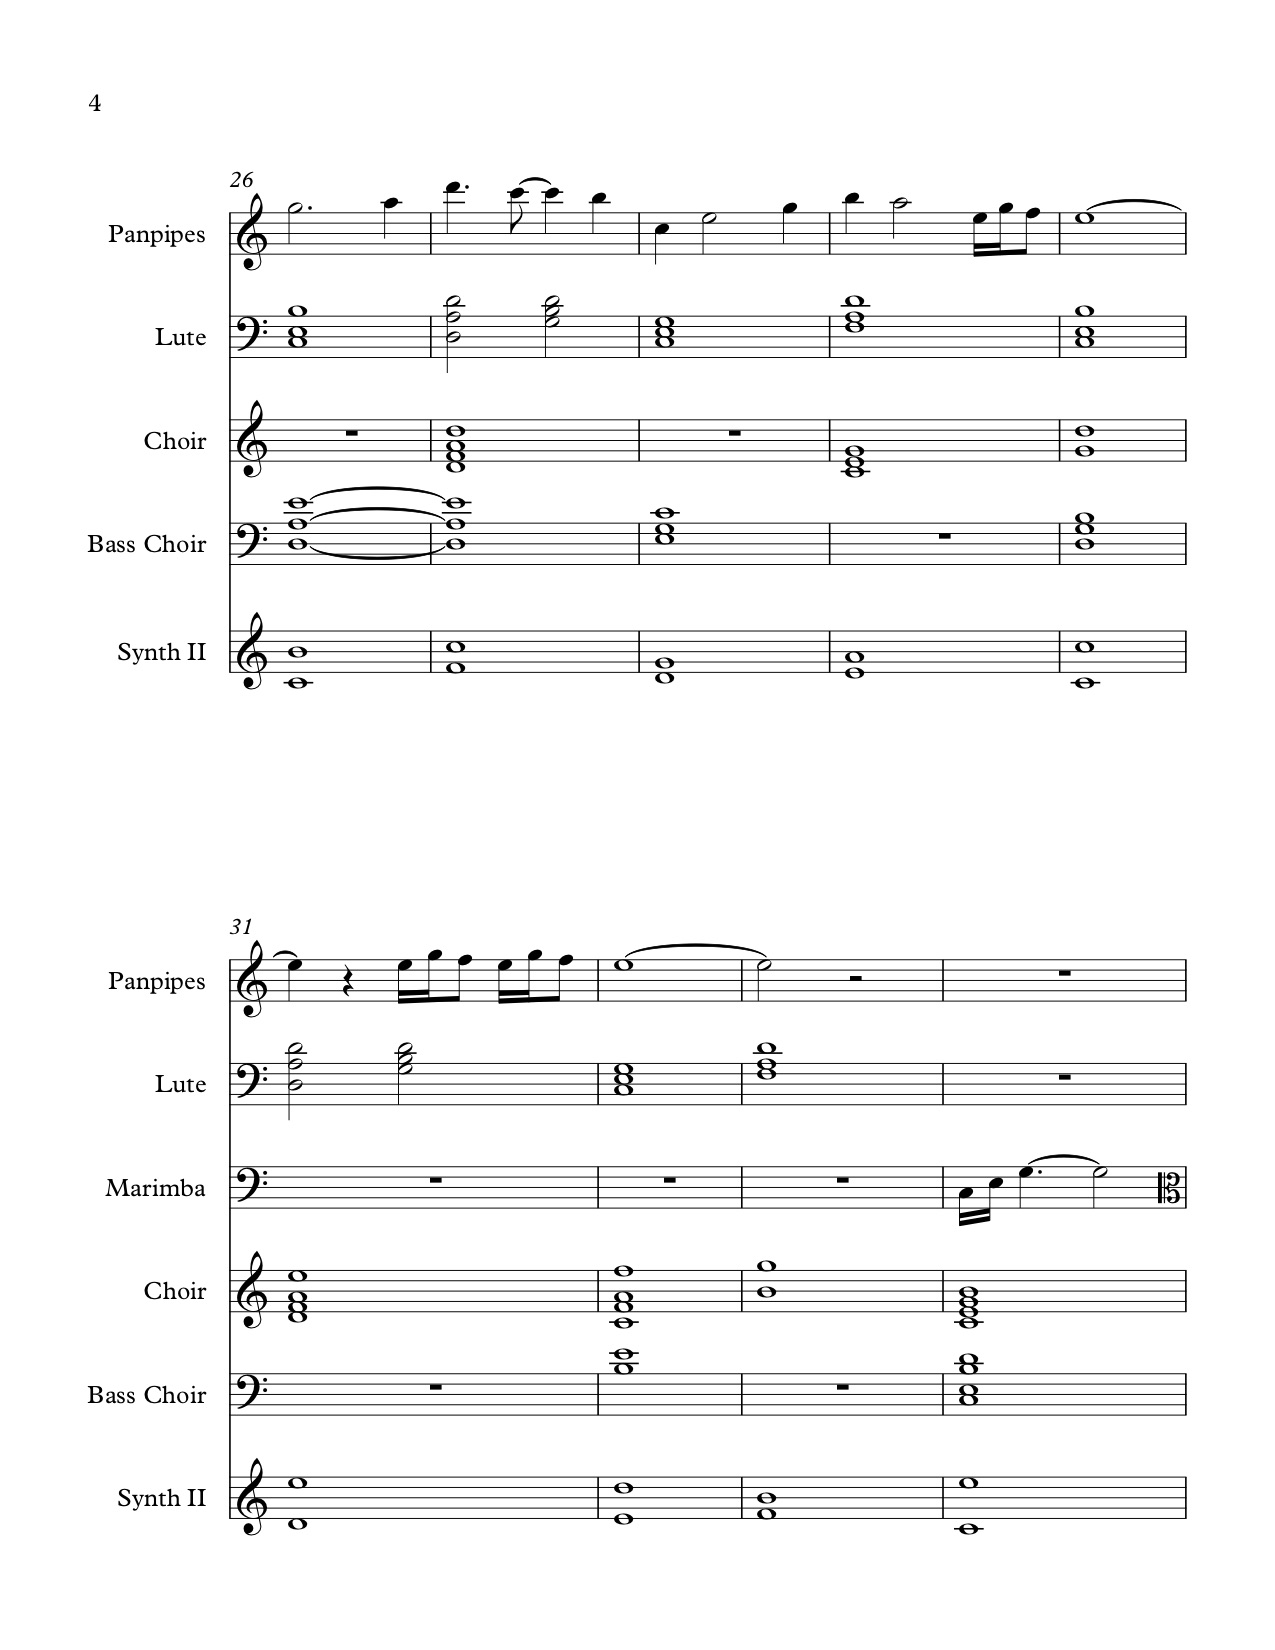 4
26
Panpipes
Lute
Choir
Bass Choir
Synth II
31
Panpipes
Lute
Marimba
Choir
Bass Choir
Synth II